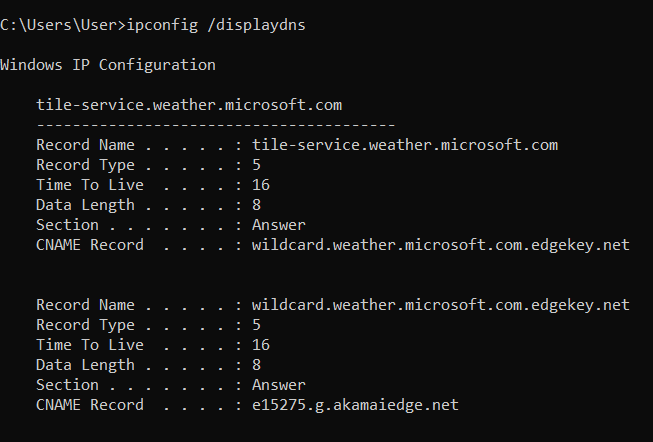 C:\Users\User>ipconfig /displaydns
Windows IP Configuration
tile-service.weather.microsoft.com
----------------------------------------
Record Name . . . . . : tile-service.weather.microsoft.com
Record Type . . . . . : 5
Time To Live  . . . . : 16
Data Length . . . . . : 8
Section . . . . . . . : Answer
CNAME Record  . . . . : wildcard.weather.microsoft.com.edgekey.net
Record Name . . . . . : wildcard.weather.microsoft.com.edgekey.net
Record Type . . . . . : 5
Time To Live  . . . . : 16
Data Length . . . . . : 8
Section . . . . . . . : Answer
CNAME Record  . . . . : e15275.g.akamaiedge.net